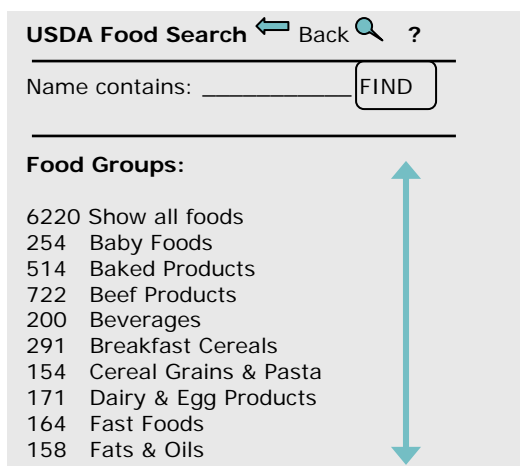 USDA Food Search Back ?
Name contains: ___________ FIND
Food Groups:
6220 Show all foods
254 Baby Foods
514 Baked Products
722 Beef Products
200 Beverages
291 Breakfast Cereals
154 Cereal Grains & Pasta
171 Dairy & Egg Products
164 Fast Foods
158 Fats & Oils